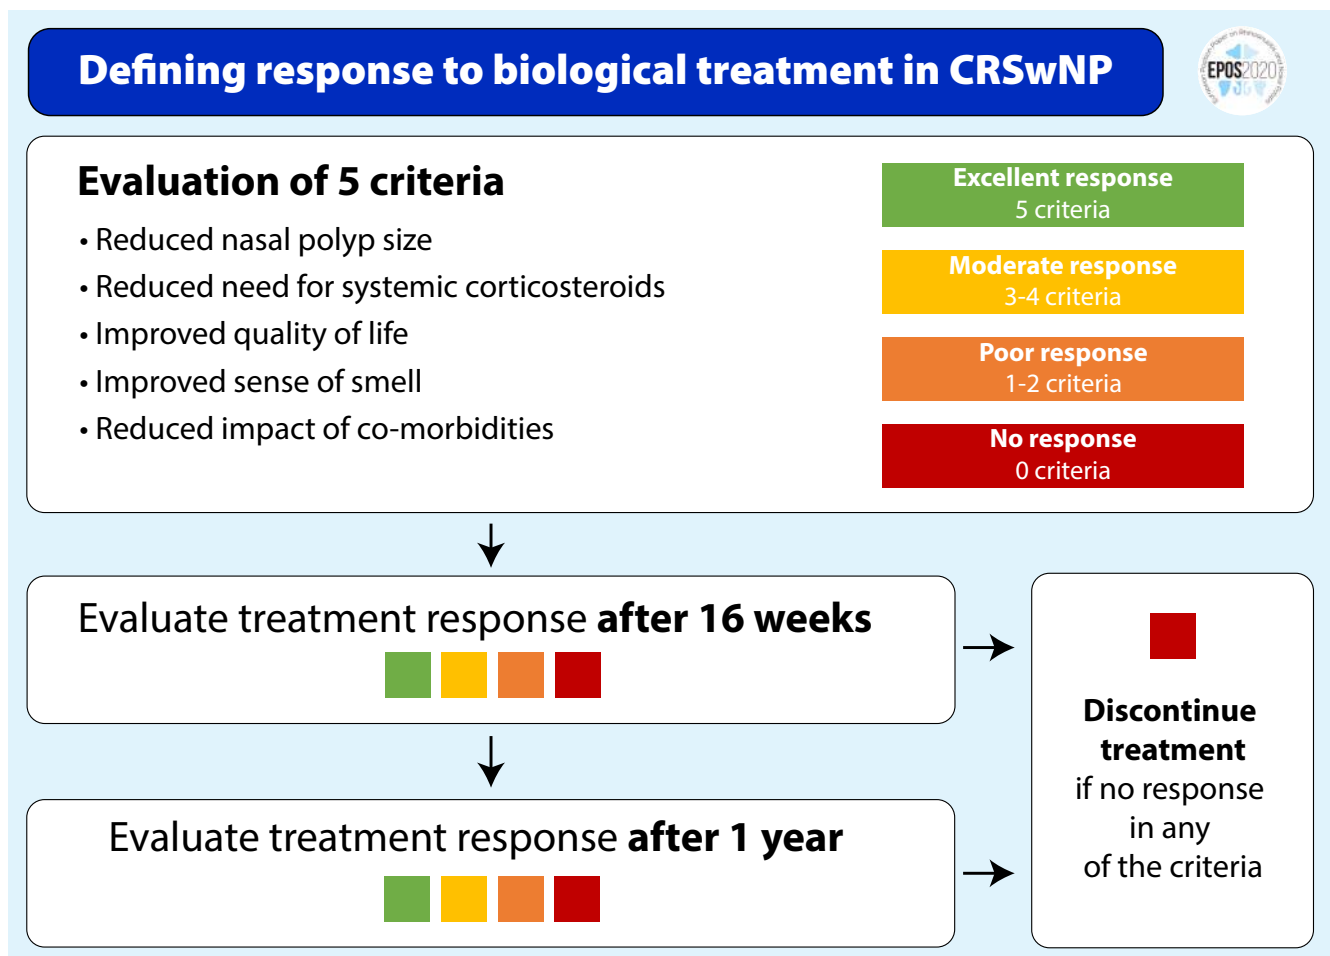 Defining response to biological treatment in CRSwNP
EPOS2020
Evaluation of 5 criteria
• Reduced nasal polyp size
• Reduced need for systemic corticosteroids
• Improved quality of life
• Improved sense of smell
• Reduced impact of co-morbidities
Excellent response
5 criteria
Moderate response
3-4 criteria
Poor response
1-2 criteria
No response
0 criteria
Evaluate treatment response after 16 weeks
Evaluate treatment response after 1 year
Discontinue
treatment
if no response
in any
of the criteria